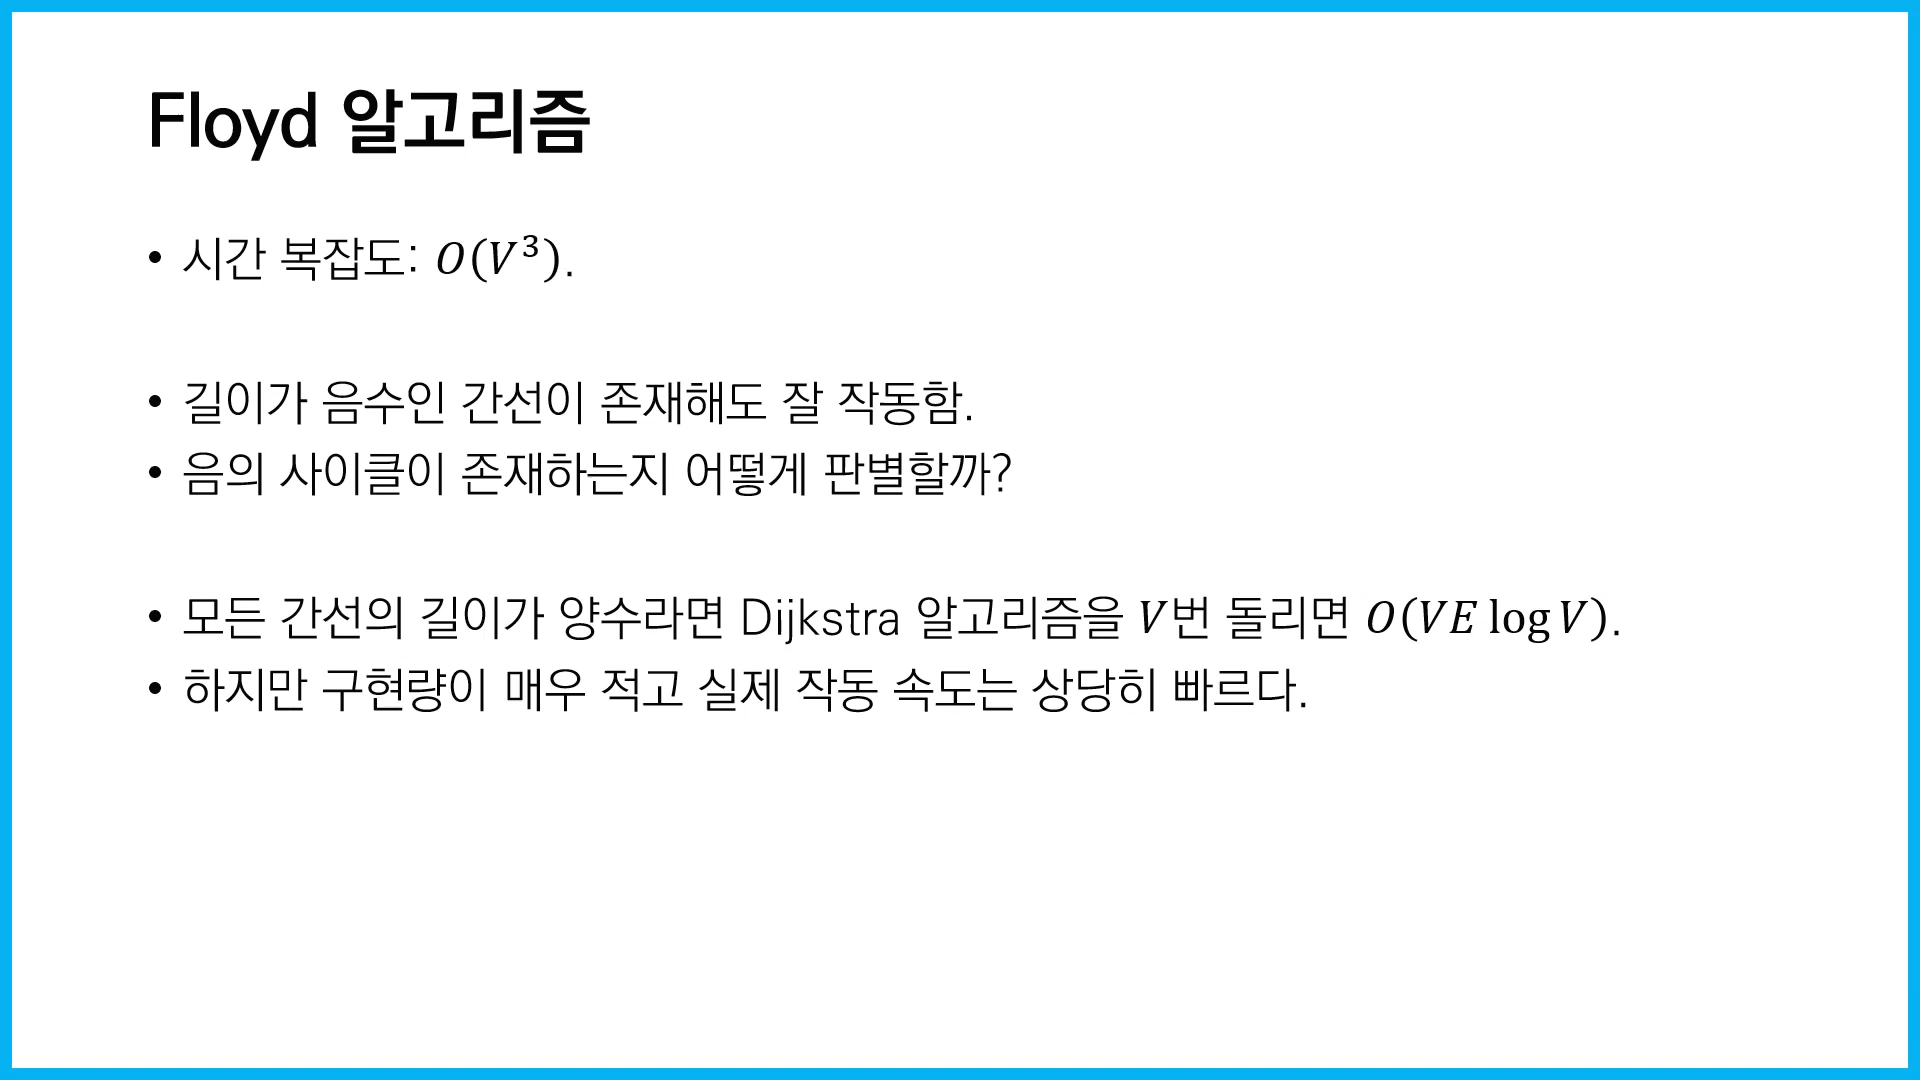 Floyd 알고리즘
• 시간 복잡도: O(V³).
• 길이가 음수인 간선이 존재해도 잘 작동함.
• 음의 사이클이 존재하는지 어떻게 판별할까?
• 모든 간선의 길이가 양수라면 Dijkstra 알고리즘을 V번 돌리면 O(VE log V).
• 하지만 구현량이 매우 적고 실제 작동 속도는 상당히 빠르다.